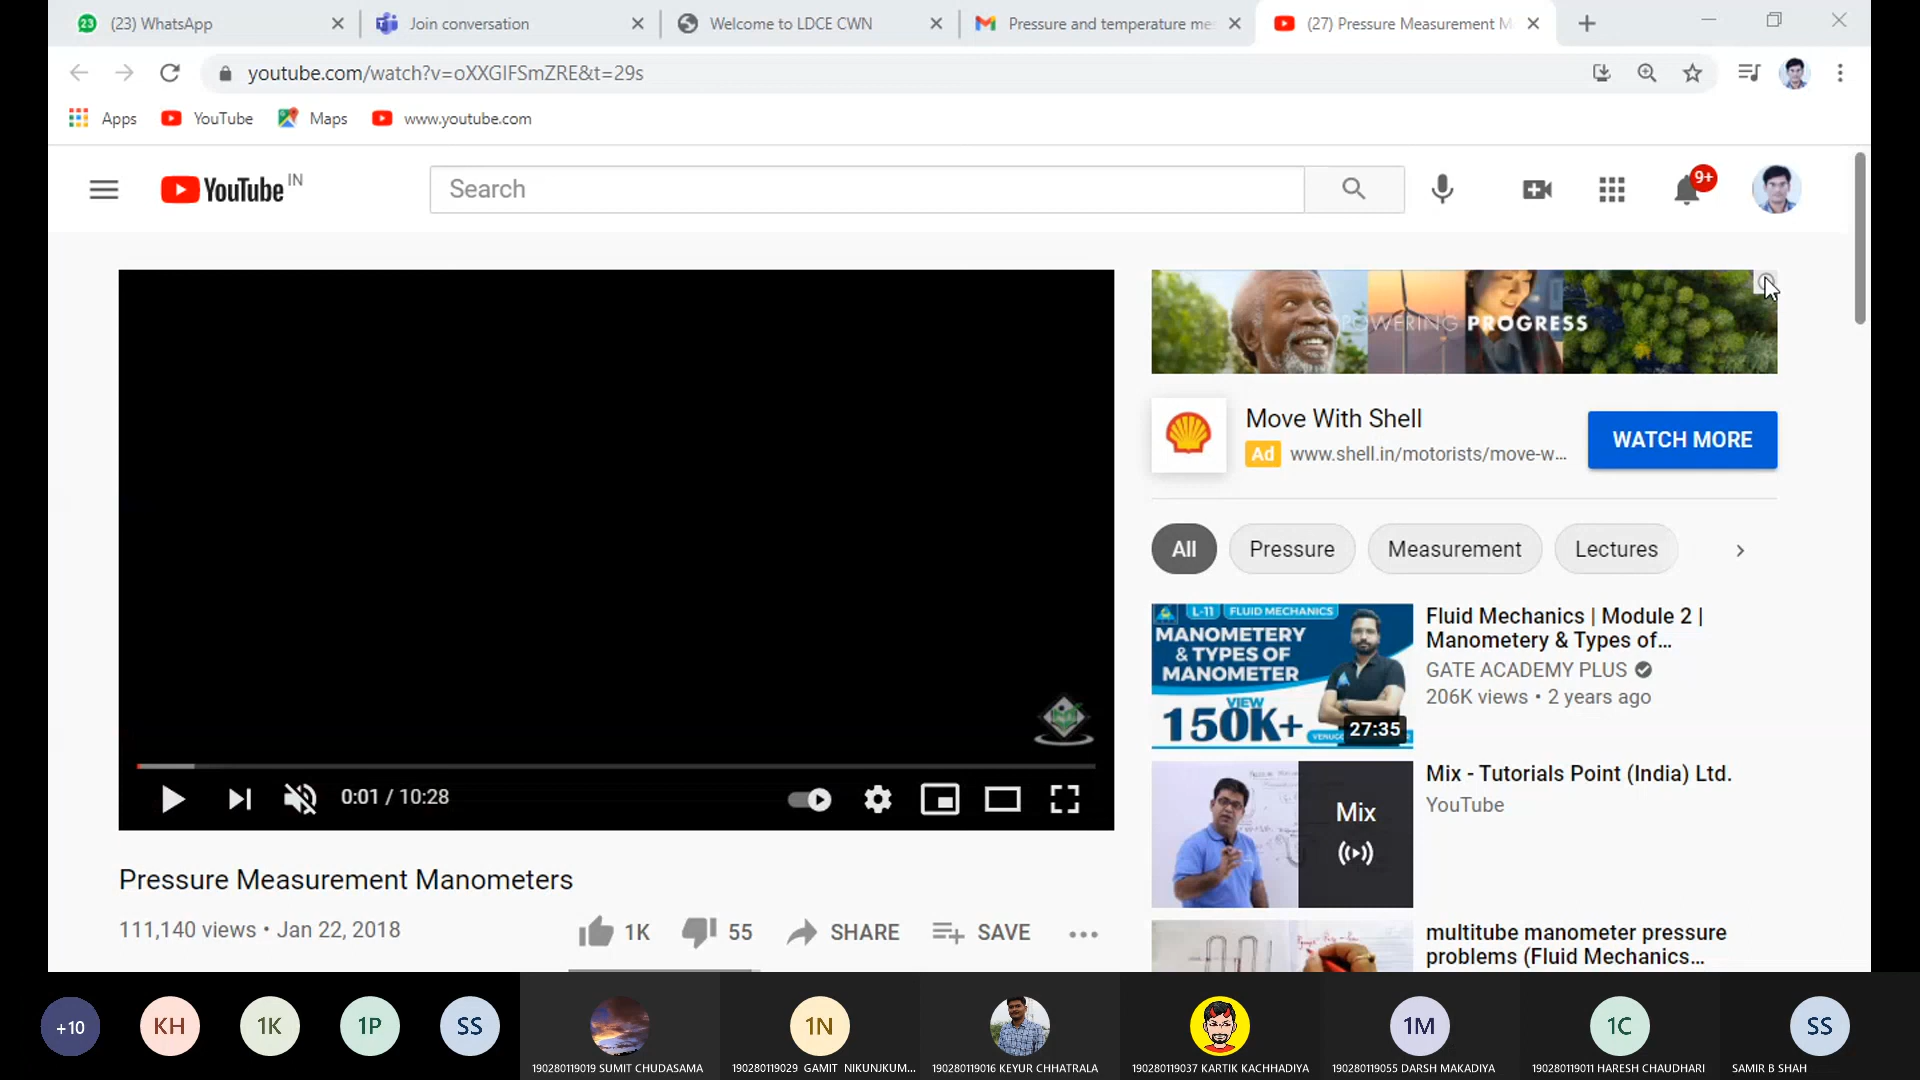 23
(23) WhatsApp
Join conversation
Welcome to LDCE CWN
Pressure and temperature me
(27) Pressure Measurement M
youtube.com/watch?v=oXXGIFSmZRE&t=29s
Apps
YouTube
Maps
www.youtube.com
YouTube IN
Search
9+
POWERING PROGRESS
Move With Shell
Ad www.shell.in/motorists/move-w...
WATCH MORE
All
Pressure
Measurement
Lectures
L-11 FLUID MECHANICS
MANOMETERY
& TYPES OF
MANOMETER
VIEW
150K+
27:35
Fluid Mechanics | Module 2 |
Manometery & Types of...
GATE ACADEMY PLUS
206K views • 2 years ago
Mix
Mix - Tutorials Point (India) Ltd.
YouTube
multitube manometer pressure
problems (Fluid Mechanics...
0:01 / 10:28
Pressure Measurement Manometers
111,140 views • Jan 22, 2018
1K
55
SHARE
SAVE
+10
KH
1K
1P
SS
190280119019 SUMIT CHUDASAMA
1N
190280119029 GAMIT NIKUNJKUM...
190280119016 KEYUR CHHATRALA
190280119037 KARTIK KACHHADIYA
1M
190280119055 DARSH MAKADIYA
1C
190280119011 HARESH CHAUDHARI
SS
SAMIR B SHAH